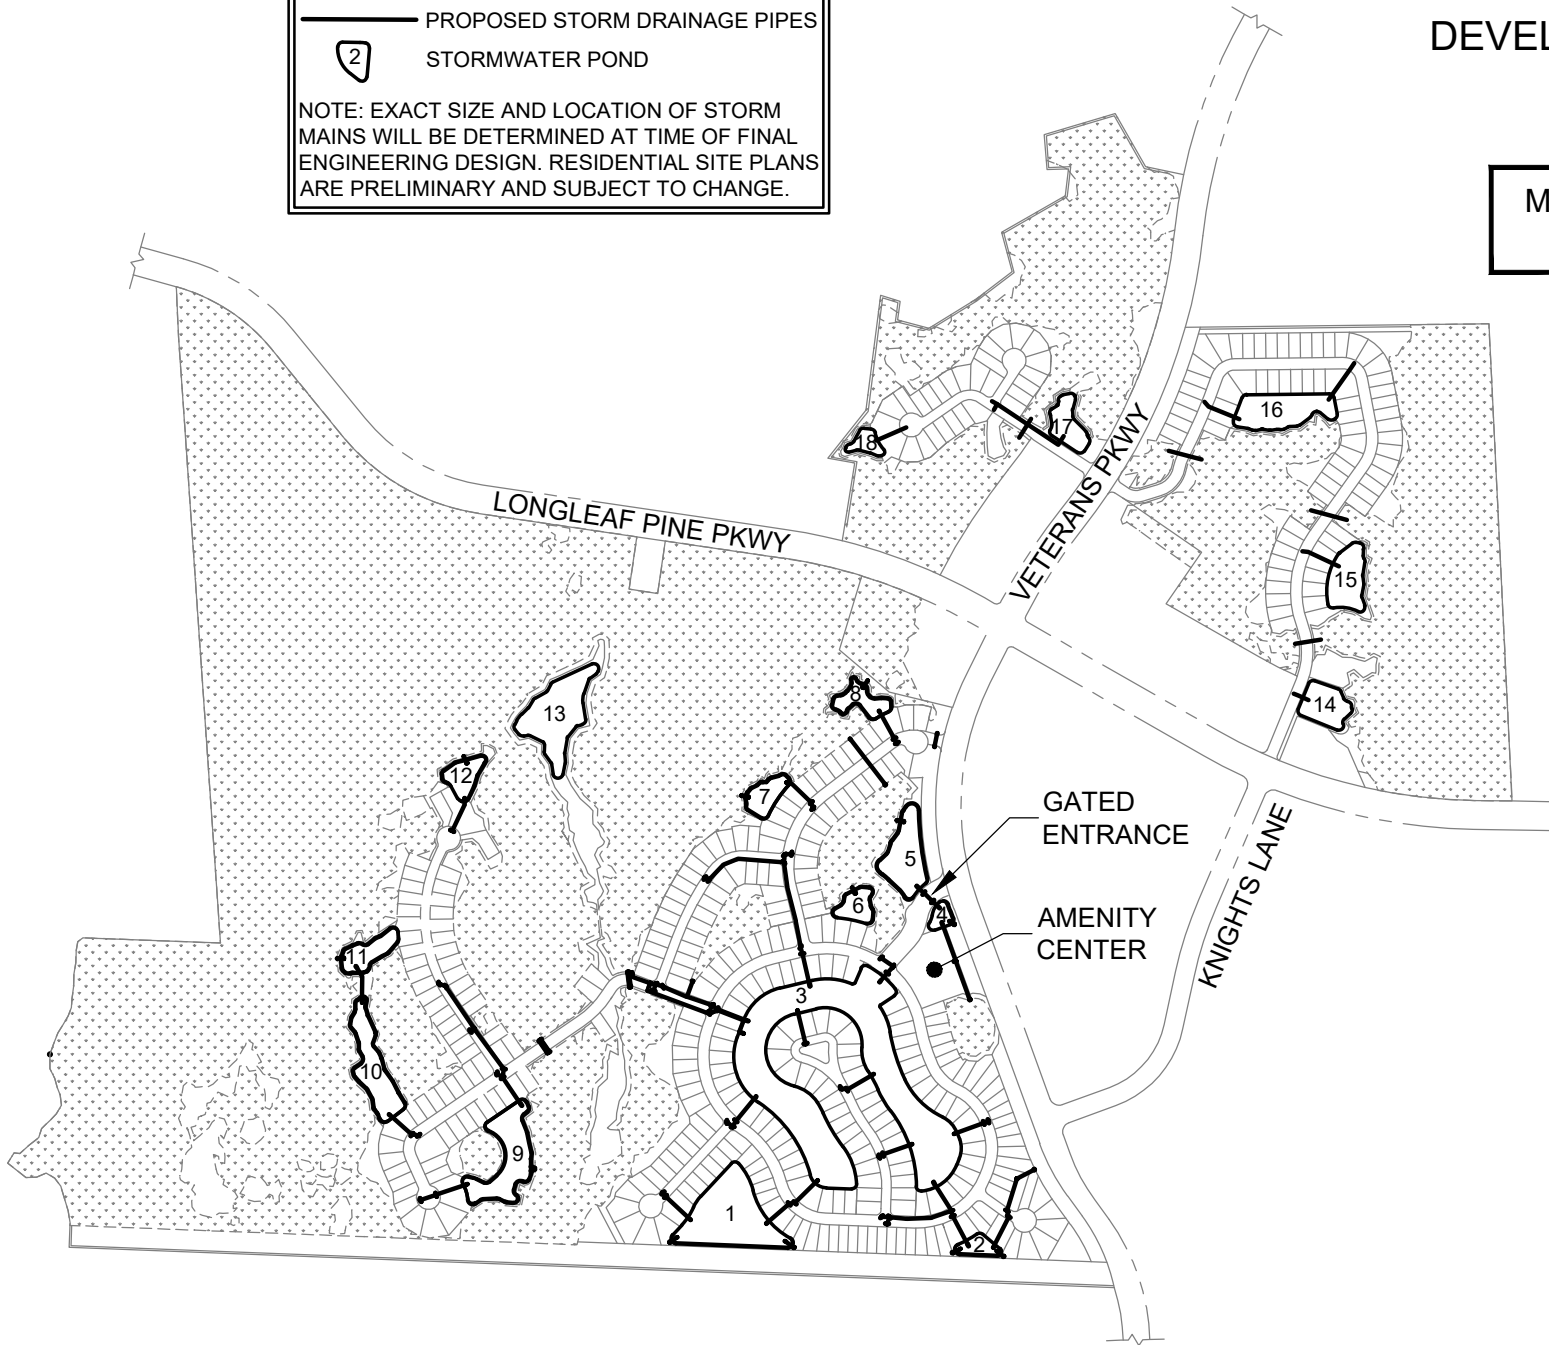 PROPOSED STORM DRAINAGE PIPES
2
STORMWATER POND
NOTE: EXACT SIZE AND LOCATION OF STORM
MAINS WILL BE DETERMINED AT TIME OF FINAL
ENGINEERING DESIGN. RESIDENTIAL SITE PLANS
ARE PRELIMINARY AND SUBJECT TO CHANGE.
DEVEL
M
16
17
18
VETERANS PKWY
LONGLEAF PINE PKWY
15
8
14
13
12
7
GATED
ENTRANCE
5
6
4
AMENITY
CENTER
KNIGHTS LANE
11
3
10
9
1
2